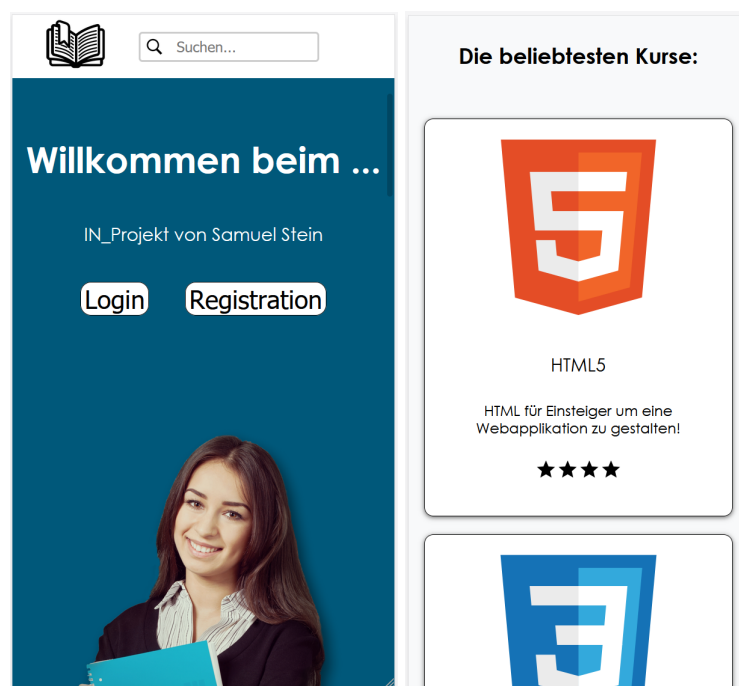 Suchen...
Willkommen beim ...
IN_Projekt von Samuel Stein
Login
Registration
Die beliebtesten Kurse:
5
HTML5
HTML für Einsteiger um eine
Webapplikation zu gestalten!
3